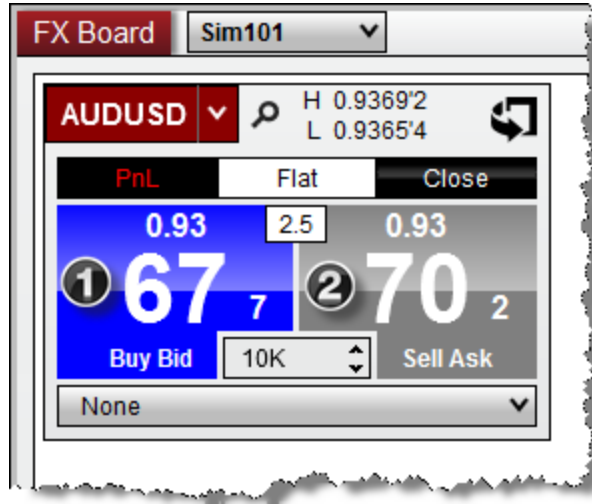 FX Board Sim101
AUDUSD H 0.9369'2
L 0.9365'4
PnL Flat Close
0.93 2.5 0.93
1 67 7 2 70 2
Buy Bid 10K Sell Ask
None